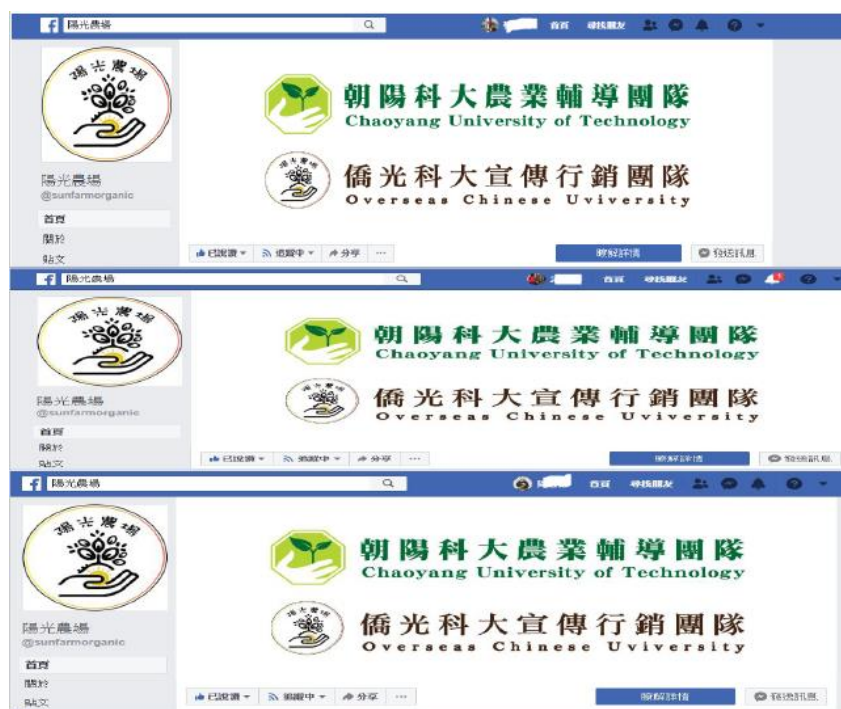 陽光農場
首頁 尋找朋友
陽光農場
朝陽科大農業輔導團隊
Chaoyang University of Technology
僑光科大宣傳行銷團隊
Overseas Chinese Uviversity
陽光農場
@sunfarmorganic
首頁
關於
貼文
已說讚 追蹤中 分享 ...
瞭解詳情 發送訊息
陽光農場
首頁 尋找朋友
陽光農場
朝陽科大農業輔導團隊
Chaoyang University of Technology
僑光科大宣傳行銷團隊
Overseas Chinese Uviversity
陽光農場
@sunfarmorganic
首頁
關於
貼文
已說讚 追蹤中 分享 ...
瞭解詳情 發送訊息
陽光農場
首頁 尋找朋友
陽光農場
朝陽科大農業輔導團隊
Chaoyang University of Technology
僑光科大宣傳行銷團隊
Overseas Chinese Uviversity
陽光農場
@sunfarmorganic
首頁
關於
貼文
已說讚 追蹤中 分享 ...
瞭解詳情 發送訊息